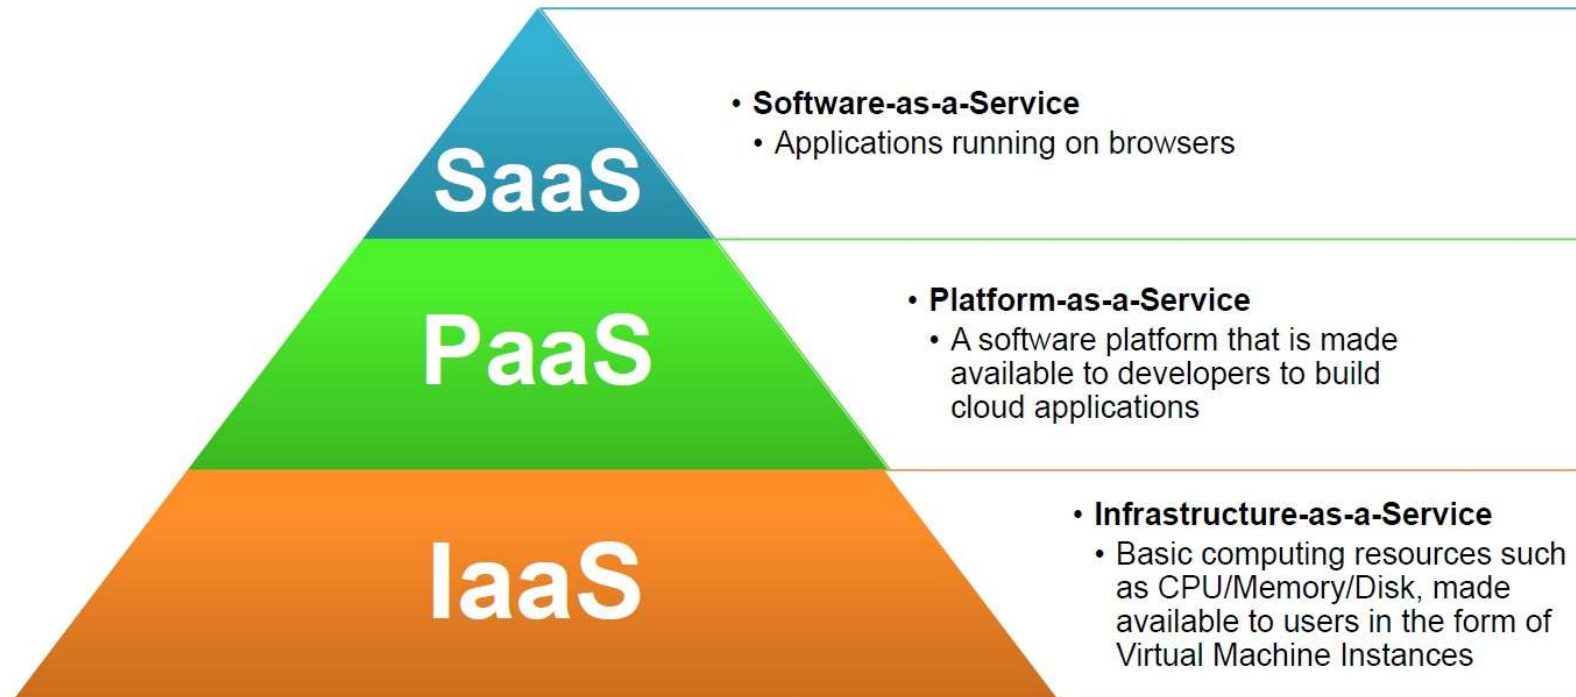 SaaS
• Software-as-a-Service
• Applications running on browsers
PaaS
• Platform-as-a-Service
• A software platform that is made
available to developers to build
cloud applications
IaaS
• Infrastructure-as-a-Service
• Basic computing resources such
as CPU/Memory/Disk, made
available to users in the form of
Virtual Machine Instances